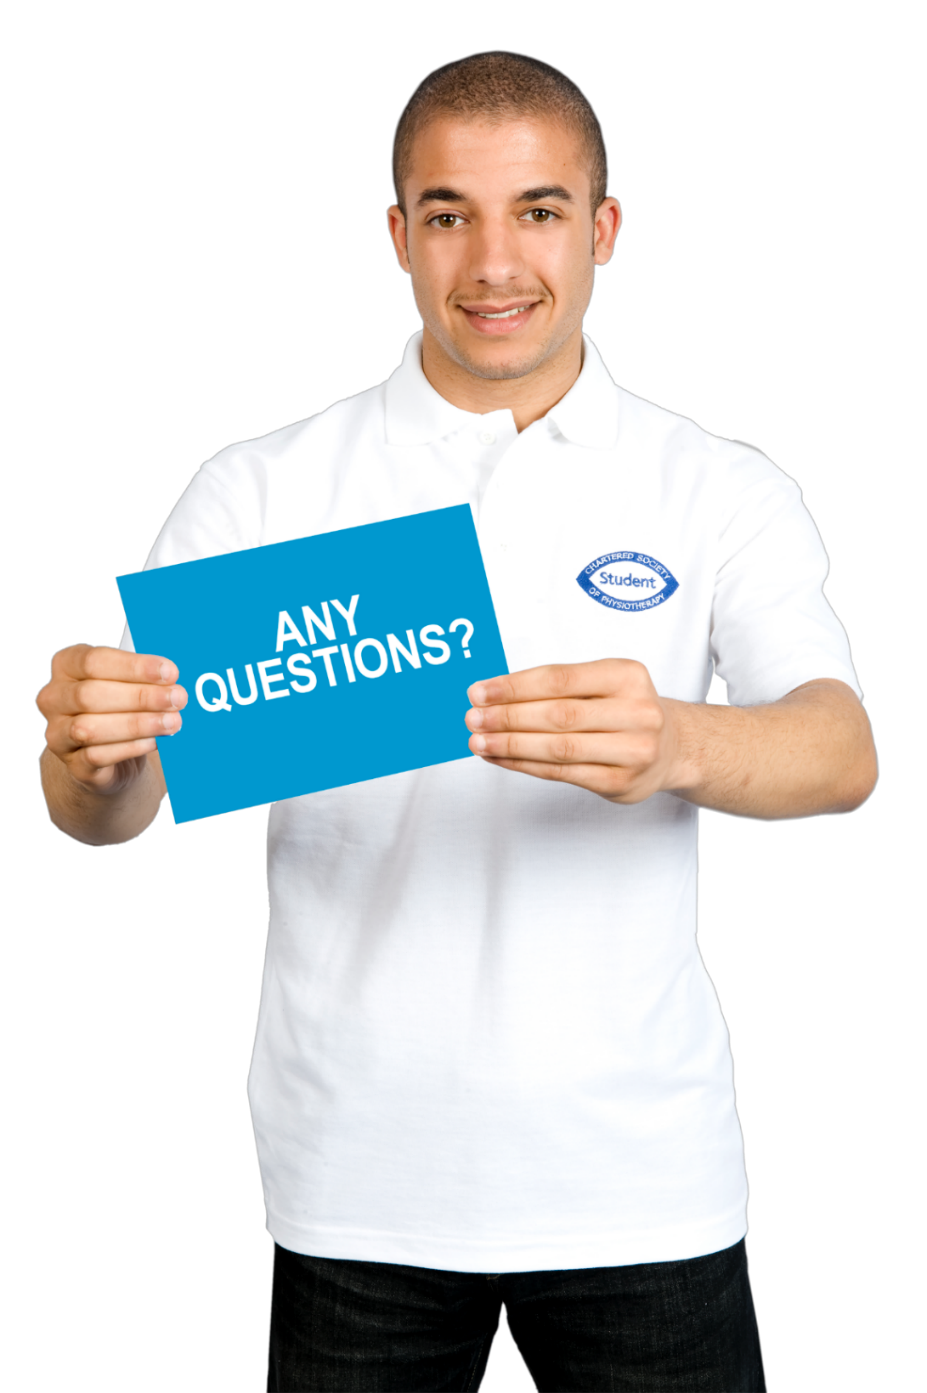 ANY
QUESTIONS?
CHARTERED SOCIETY
Student
OF PHYSIOTHERAPY